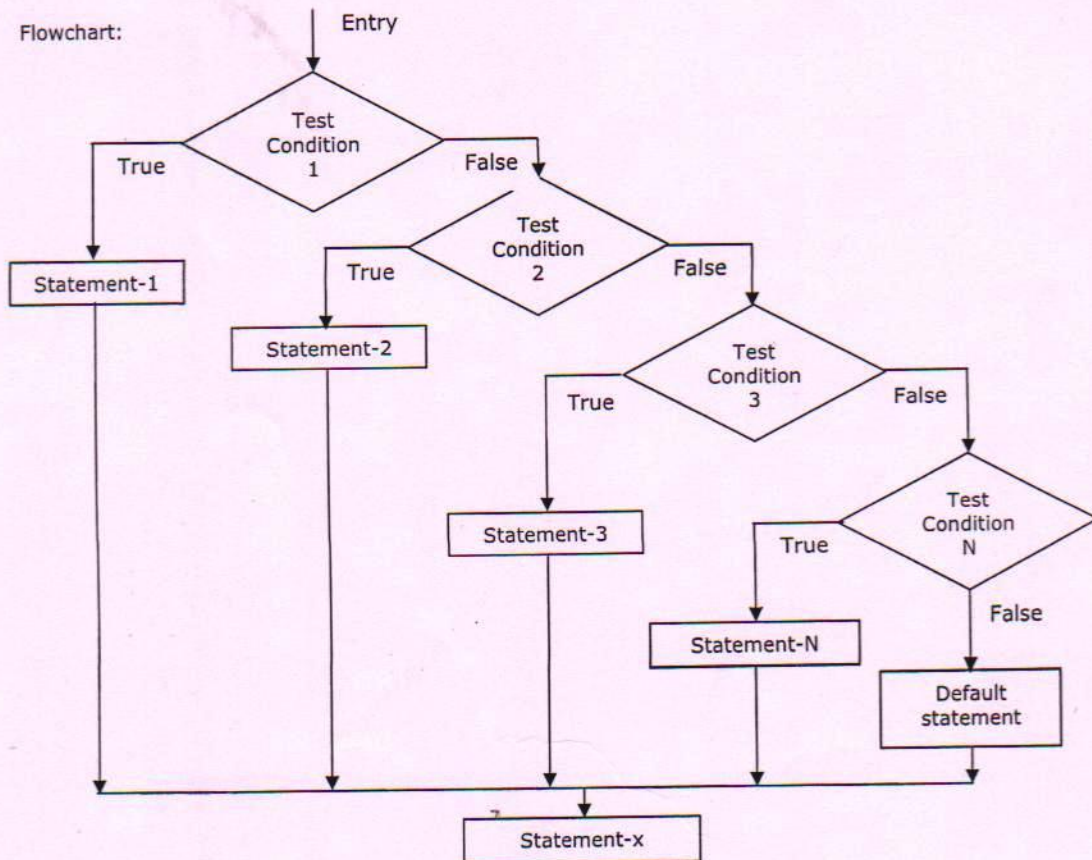 Flowchart:
Entry
Test
Condition
1
True
False
Statement-1
Test
Condition
2
True
False
Statement-2
Test
Condition
3
True
False
Statement-3
Test
Condition
N
True
False
Statement-N
Default
statement
Statement-x